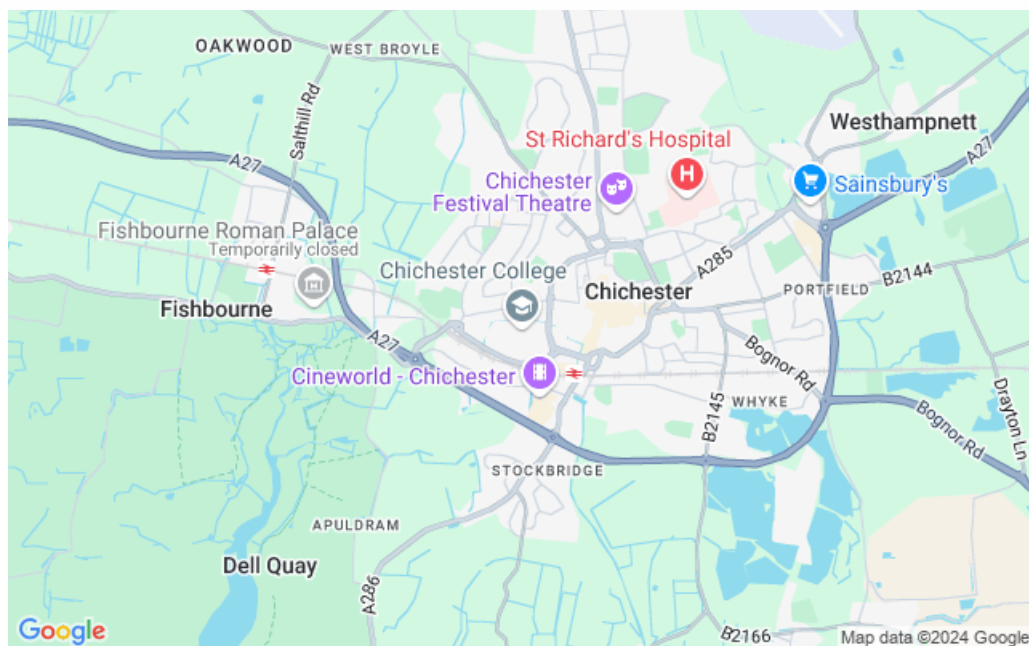 OAKWOOD
WEST BROYLE
Salthill Rd
A27
Westhampnett
A27
St Richard's Hospital
H
Chichester
Festival Theatre
Sainsbury's
Fishbourne Roman Palace
Temporarily closed
Chichester College
A285
B2144
Chichester
PORTFIELD
Fishbourne
A27
Bognor Rd
Cineworld - Chichester
WHYKE
B2145
Drayton Ln
Bognor Rd
STOCKBRIDGE
APULDRAM
Dell Quay
A286
B2166
Google
Map data ©2024 Google